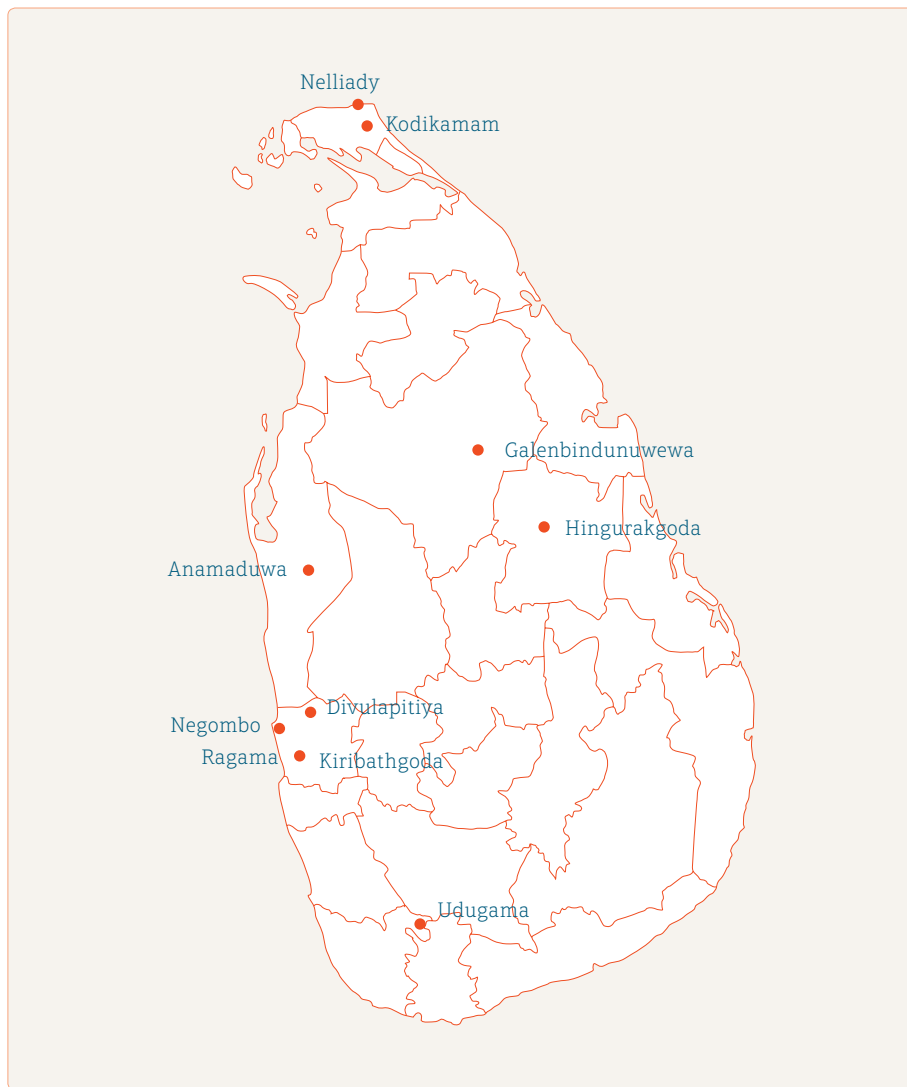 Nelliady
Kodikamam
Galenbindunuwewa
Hingurakgoda
Anamaduwa
Divulapitiya
Negombo
Ragama
Kiribathgoda
Udugama